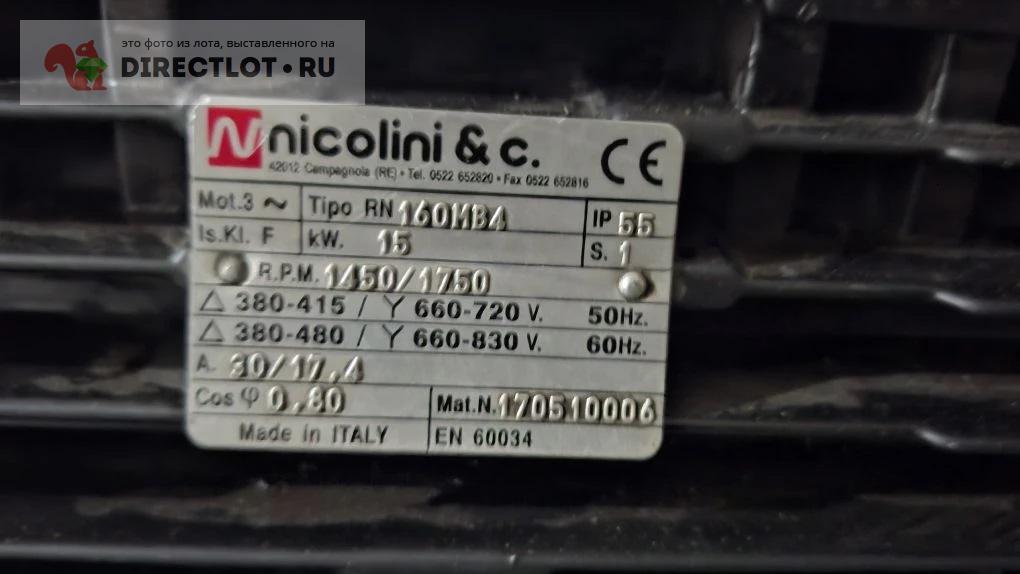 это фото из лота, выставленного на
DIRECTLOT.RU
nicolini & c.
CE
42012 Campagnola (RE) • Tel. 0522 652820 • Fax 0522 652816
Mot.3 ~ Tipo RN 160MB4 IP 55
Is.Kl. F kW. 15 S. 1
R.P.M. 1450/1750
△ 380-415 / Y 660-720 V. 50Hz.
△ 380-480 / Y 660-830 V. 60Hz.
A. 30/17,4
Cos φ 0,80 Mat.N. 170510006
Made in ITALY EN 60034